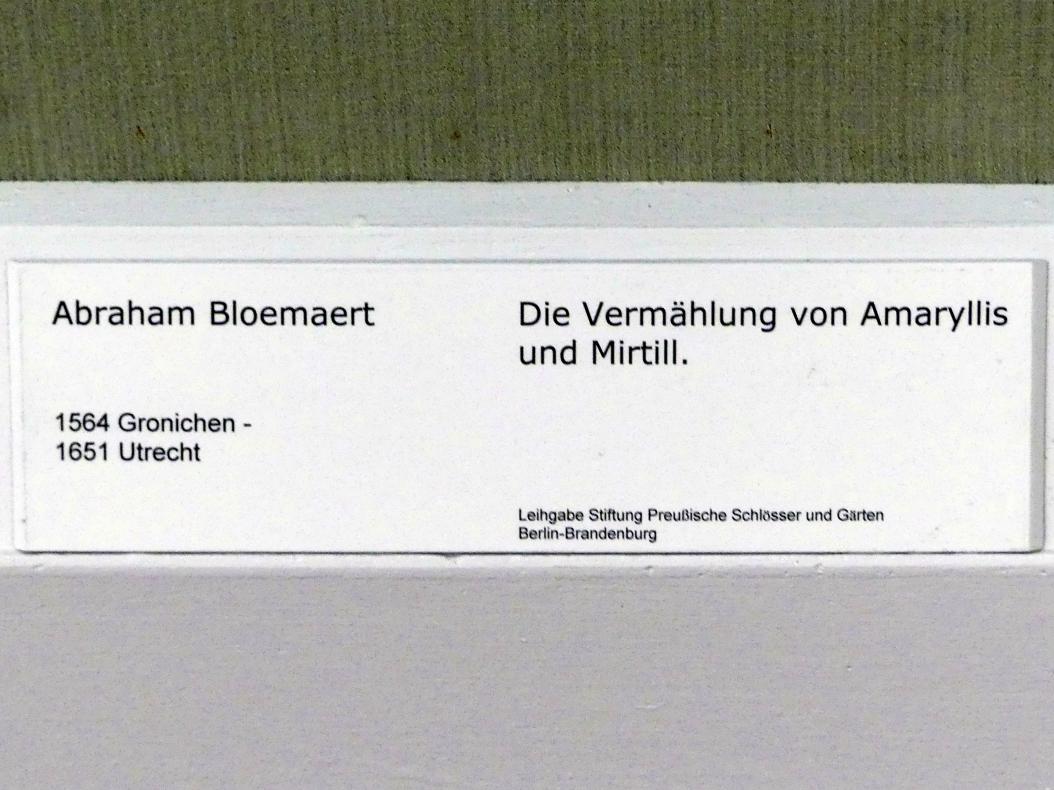 Abraham Bloemaert
1564 Gronichen -
1651 Utrecht
Die Vermählung von Amaryllis
und Mirtill.
Leihgabe Stiftung Preußische Schlösser und Gärten
Berlin-Brandenburg